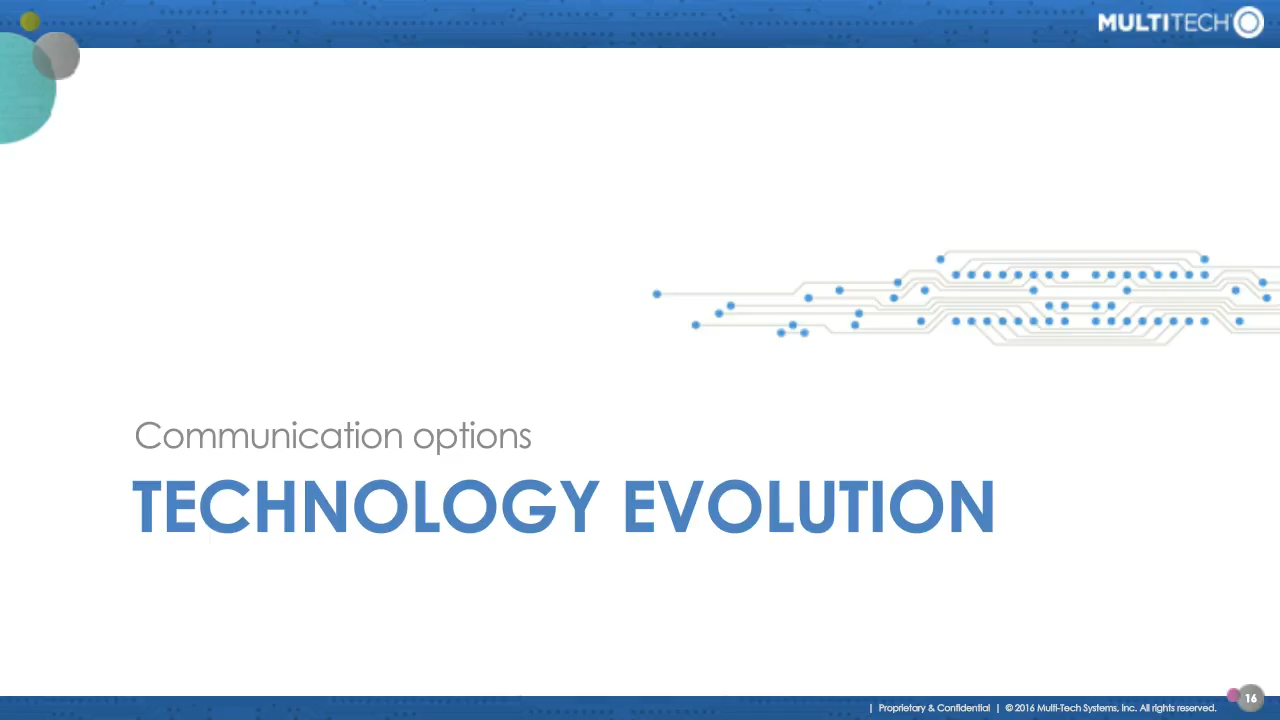 MULTITECH
Communication options
TECHNOLOGY EVOLUTION
| Proprietary & Confidential | © 2016 Multi-Tech Systems, Inc. All rights reserved.
16